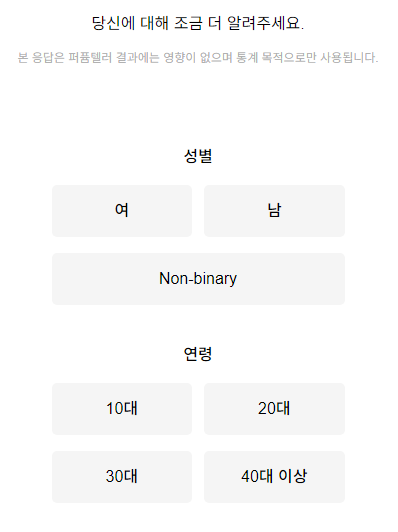 당신에 대해 조금 더 알려주세요.
본 응답은 퍼퓸텔러 결과에는 영향이 없으며 통계 목적으로만 사용됩니다.
성별
여 남
Non-binary
연령
10대 20대
30대 40대 이상